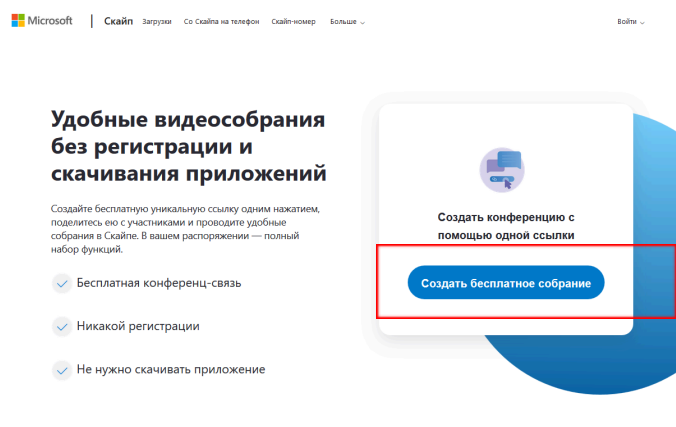 Microsoft Скайп Загрузки Со Скайпа на телефон Скайп-номер Больше Войти
Удобные видеособрания
без регистрации и
скачивания приложений
Создайте бесплатную уникальную ссылку одним нажатием,
поделитесь ею с участниками и проводите удобные
собрания в Скайпе. В вашем распоряжении — полный
набор функций.
Бесплатная конференц-связь
Никакой регистрации
Не нужно скачивать приложение
Создать конференцию с
помощью одной ссылки
Создать бесплатное собрание